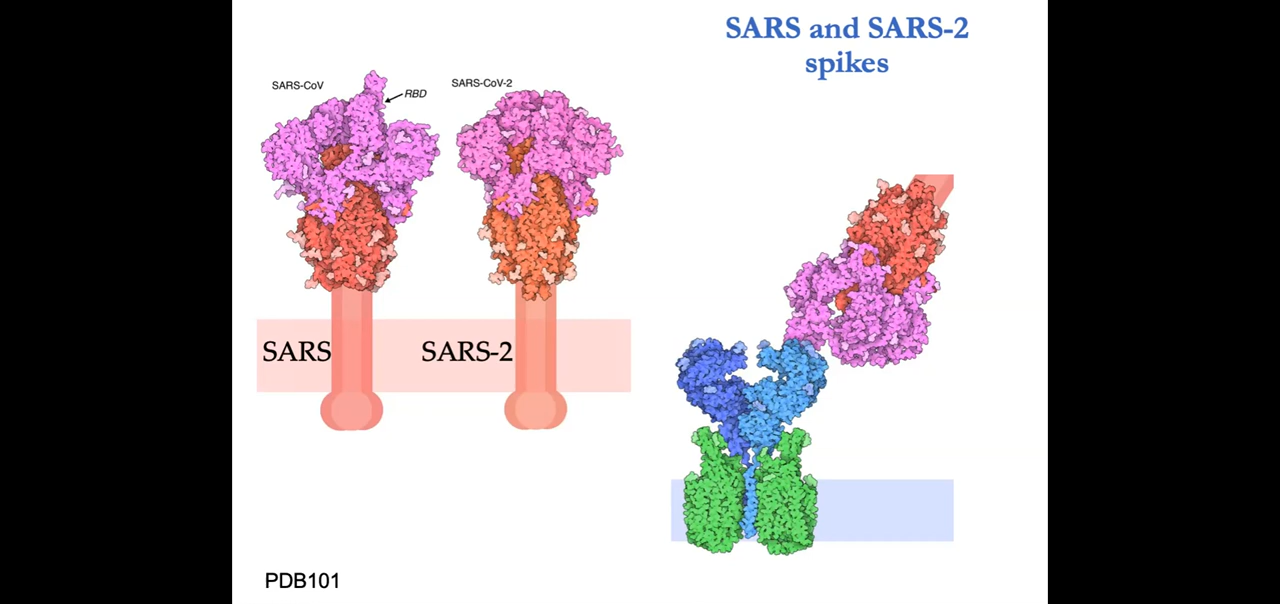 SARS and SARS-2
spikes
SARS-CoV
RBD
SARS-CoV-2
SARS
SARS-2
PDB101